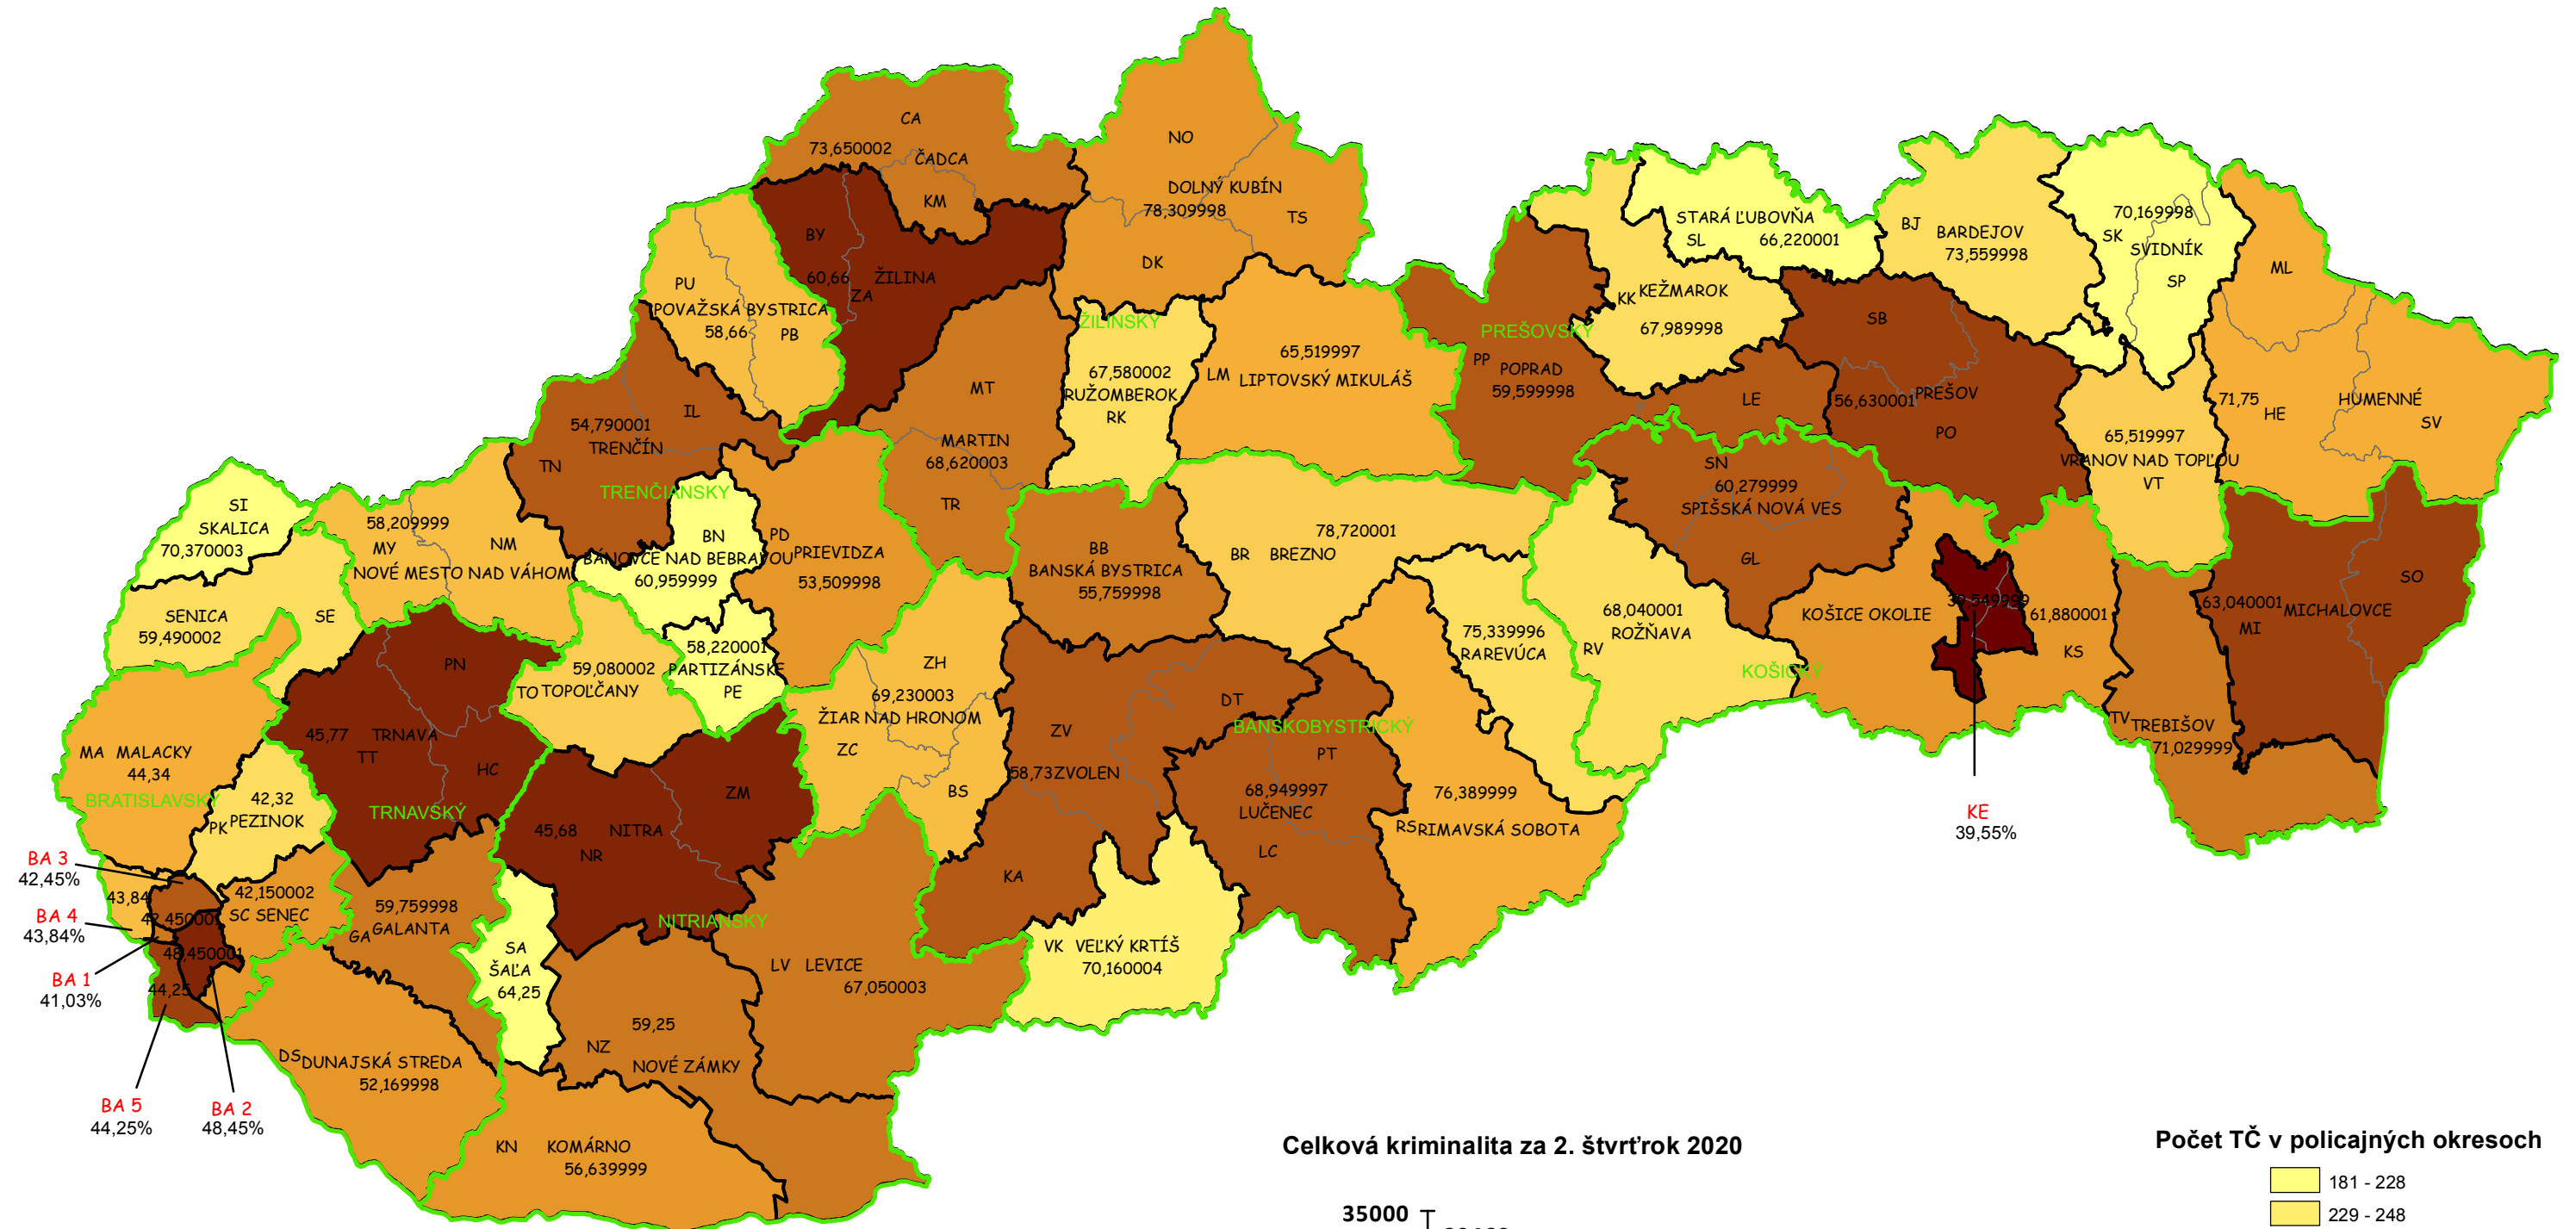 CA
73,650002
ČADCA
KM
NO
DOLNÝ KUBÍN
78,309998
TS
DK
BY
60,66
ŽILINA
ZA
PU
POVAŽSKÁ BYSTRICA
58,66
PB
STARÁ ĽUBOVŇA
SL
66,220001
BJ
BARDEJOV
73,559998
70,169998
SK
SVIDNÍK
SP
ML
KK
KEŽMAROK
67,989998
ŽILINSKÝ
PREŠOVSKÝ
SB
65,519997
LM
LIPTOVSKÝ MIKULÁŠ
PP
POPRAD
59,599998
67,580002
RUŽOMBEROK
RK
MT
MARTIN
68,620003
TR
IL
54,790001
TRENČÍN
TN
TRENČIANSKY
LE
56,630001
PREŠOV
PO
71,75
HE
HUMENNÉ
SV
65,519997
VRANOV NAD TOPĽOU
VT
SI
SKALICA
70,370003
58,209999
MY
NM
NOVÉ MESTO NAD VÁHOM
BN
BÁNOVCE NAD BEBRAVOU
60,959999
PD
PRIEVIDZA
53,509998
BB
BANSKÁ BYSTRICA
55,759998
78,720001
BR
BREZNO
SN
60,279999
SPIŠSKÁ NOVÁ VES
GL
SENICA
59,490002
SE
58,220001
PARTIZÁNSKE
PE
59,080002
TO
TOPOĽČANY
PN
ZH
69,230003
ŽIAR NAD HRONOM
ZC
BS
75,339996
RA
REVÚCA
68,040001
ROŽŇAVA
RV
KOŠICKÝ
KOŠICE OKOLIE
39,549999
61,880001
KS
63,040001
MICHALOVCE
MI
SO
TV
TREBIŠOV
71,029999
MA
MALACKY
44,34
BRATISLAVSKÝ
42,32
PK
PEZINOK
45,77
TRNAVA
TT
HC
TRNAVSKÝ
ZM
45,68
NITRA
NR
NITRIANSKY
DT
ZV
58,73
ZVOLEN
KA
BANSKOBYSTRICKÝ
PT
68,949997
LUČENEC
LC
76,389999
RS
RIMAVSKÁ SOBOTA
KE
39,55%
BA 3
42,45%
BA 4
43,84%
BA 1
41,03%
43,84
48,450001
44,25
42,150002
SC
SENEC
59,759998
GA
GALANTA
SA
ŠAĽA
64,25
LV
LEVICE
67,050003
VK
VEĽKÝ KRTÍŠ
70,160004
59,25
NZ
NOVÉ ZÁMKY
DS
DUNAJSKÁ STREDA
52,169998
BA 5
44,25%
BA 2
48,45%
KN
KOMÁRNO
56,639999
Celková kriminalita za 2. štvrťrok 2020
35000
Počet TČ v policajných okresoch
181 - 228
229 - 248